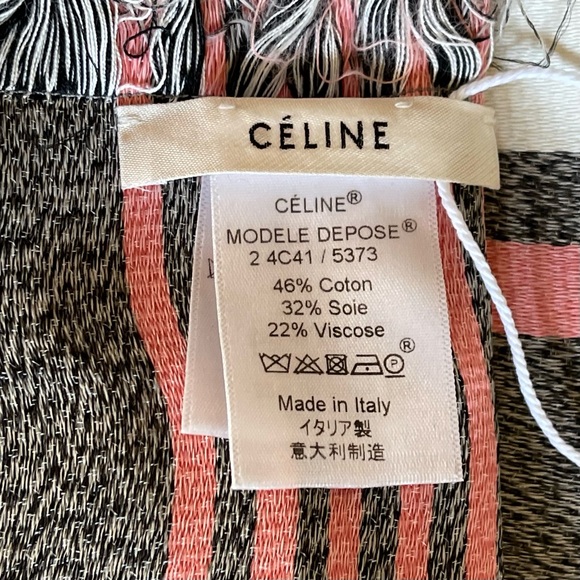 CÉLINE
CÉLINE®
MODELE DEPOSE®
2 4C41 / 5373
46% Coton
32% Soie
22% Viscose
P ®
Made in Italy
イタリア製
意大利制造